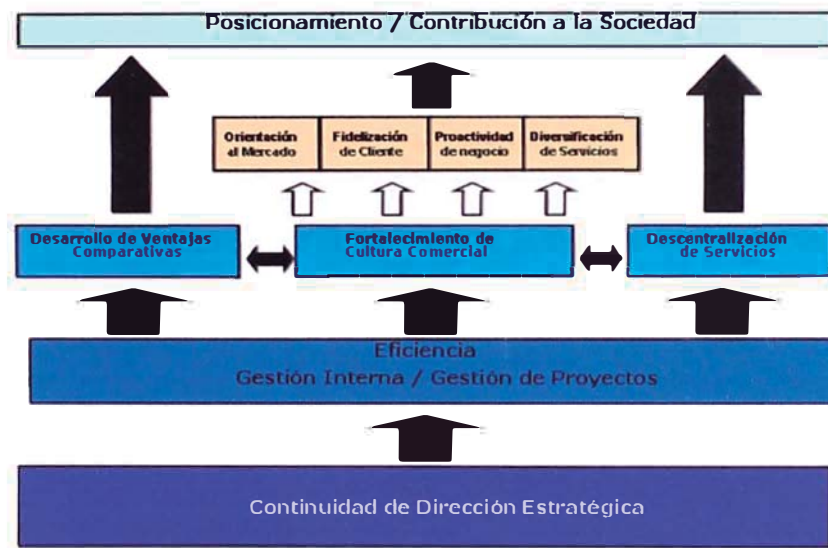 Posicionamiento / Contribución a la Sociedad
Orientación
al Mercado
Fidelización
de Cliente
Proactividad
de negocio
Diversificación
de Servicios
Desarrollo de Ventajas
Comparativas
Fortalecimiento de
Cultura Comercial
Descentralización
de Servicios
Eficiencia
Gestión Interna / Gestión de Proyectos
Continuidad de Dirección Estratégica